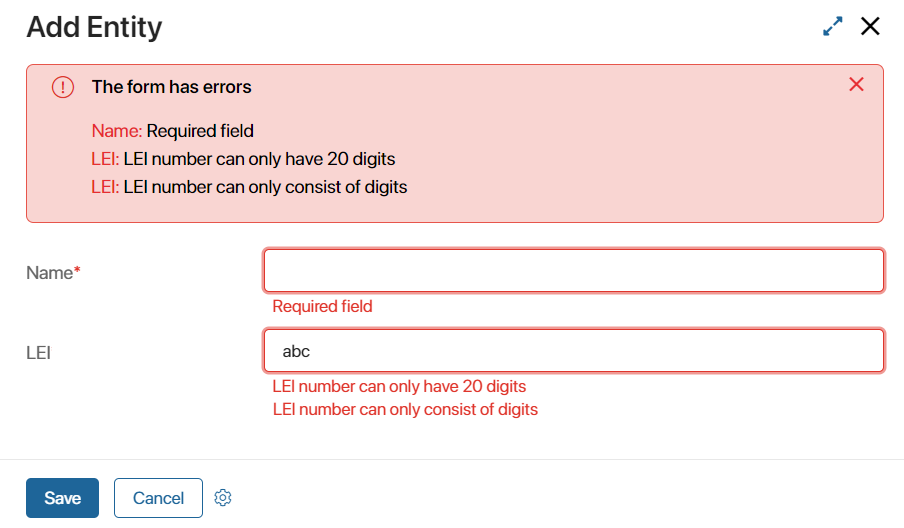 Add Entity
The form has errors
Name: Required field
LEI: LEI number can only have 20 digits
LEI: LEI number can only consist of digits
Name*
Required field
LEI
abc
LEI number can only have 20 digits
LEI number can only consist of digits
Save
Cancel